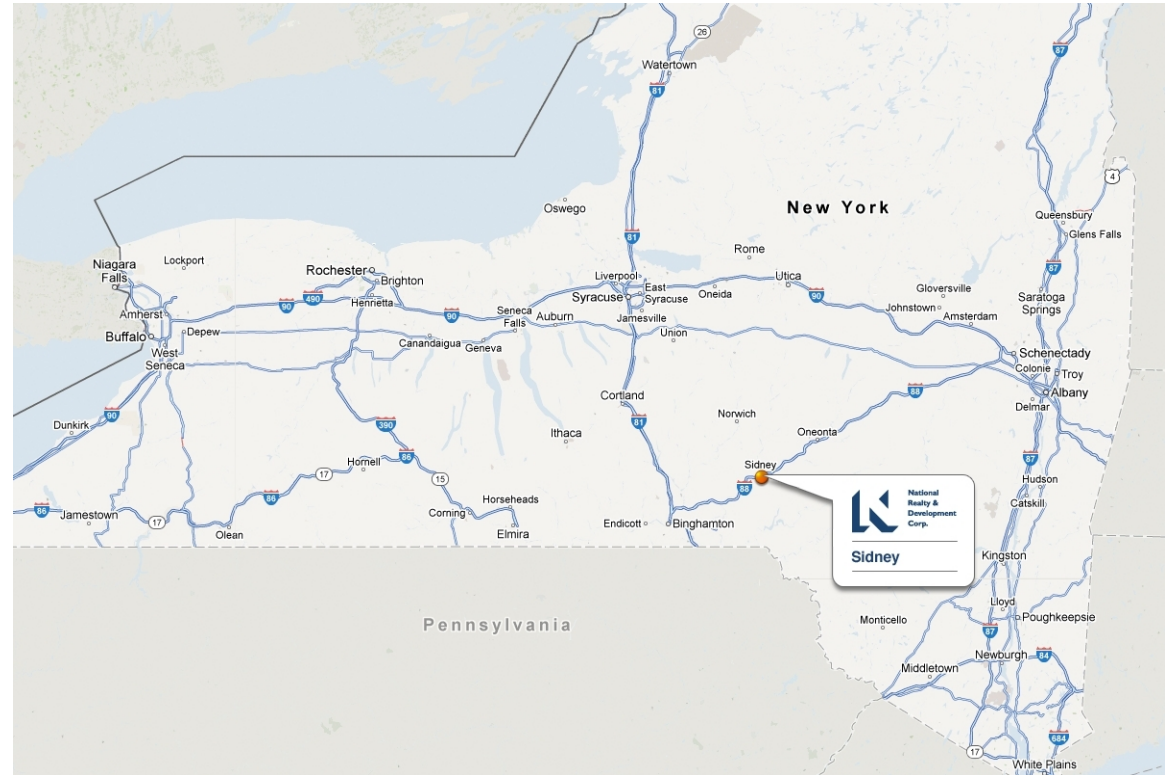 26
87
Watertown
81
4
Oswego
New York
Queensbury
Glens Falls
81
Rome
Lockport
Niagara
Falls
Rochester
Brighton
Liverpool
Utica
87
490
90
Henrietta
Syracuse
East
Syracuse
Oneida
90
Gloversville
Saratoga
Springs
Johnstown
Amsterdam
Amherst
90
Seneca
Falls
Auburn
Jamesville
Buffalo
Depew
Union
West
Seneca
Canandaigua
Geneva
Schenectady
Colonie
Troy
Albany
88
Cortland
Delmar
90
Dunkirk
390
81
Norwich
Ithaca
Oneonta
87
Hornell
86
Sidney
17
15
88
Hudson
86
Horseheads
Catskill
86
Jamestown
17
Corning
Endicott
Binghamton
Olean
Elmira
National
Realty &
Development
Corp.
Sidney
Kingston
Lloyd
Poughkeepsie
Pennsylvania
Monticello
87
Newburgh
84
Middletown
684
17
White Plains